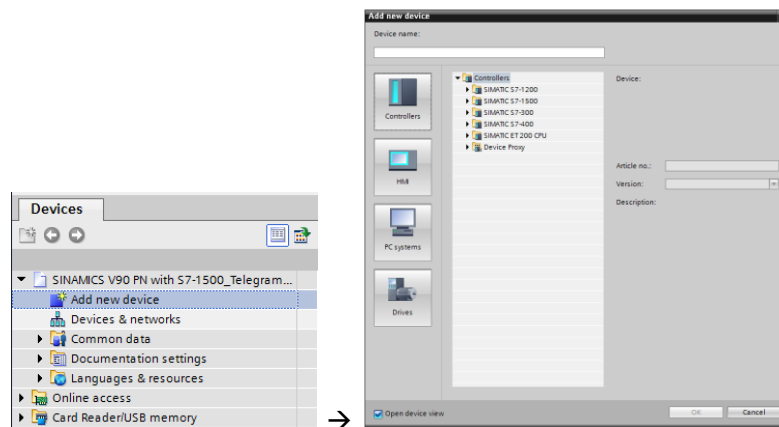 Devices
SINAMICS V90 PN with S7-1500_Telegram...
Add new device
Devices & networks
Common data
Documentation settings
Languages & resources
Online access
Card Reader/USB memory
→
Add new device
Device name:
Controllers
HMI
PC systems
Drives
Controllers
SIMATIC S7-1200
SIMATIC S7-1500
SIMATIC S7-300
SIMATIC S7-400
SIMATIC ET 200 CPU
Device Proxy
Device:
Article no.:
Version:
Description:
Open device view
OK
Cancel